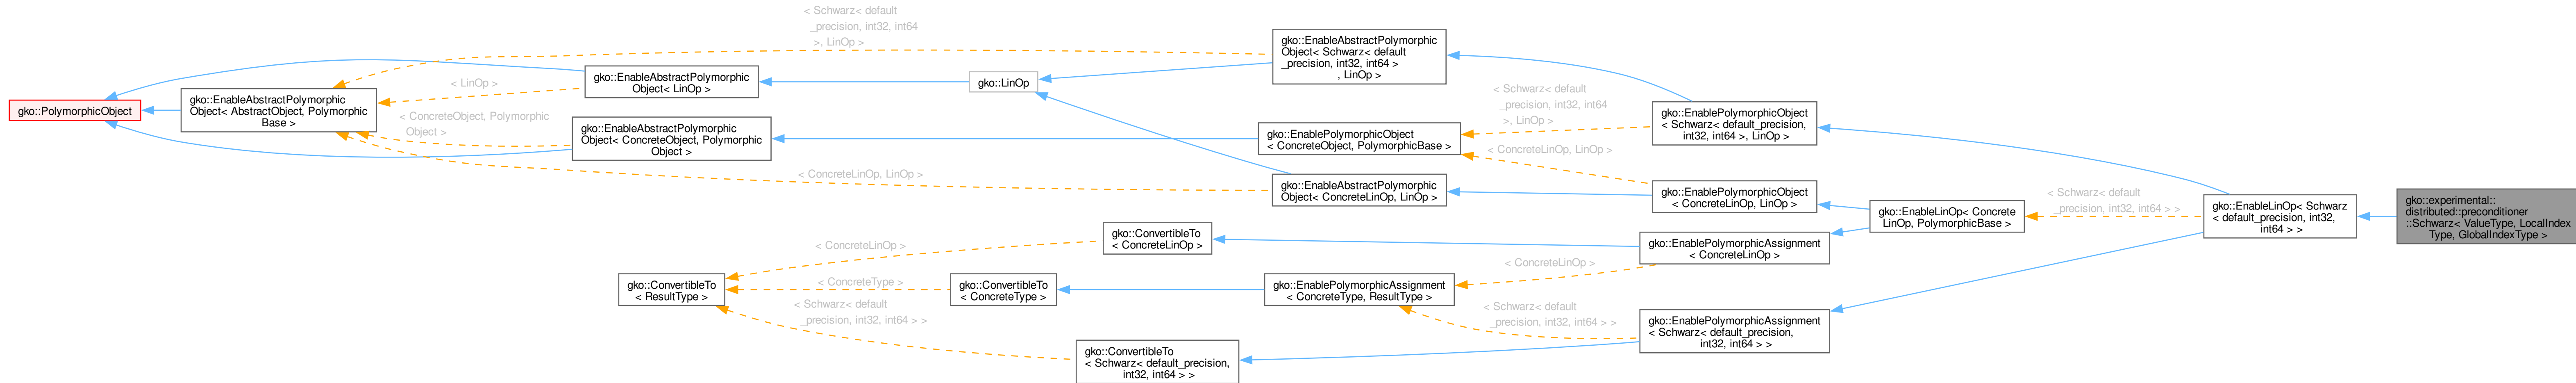 gko::PolymorphicObject
gko::EnableAbstractPolymorphic
Object< AbstractObject, Polymorphic
Base >
< Schwarz< default
_precision, int32, int64
>, LinOp >
< LinOp >
< ConcreteObject, Polymorphic
Object >
< ConcreteLinOp, LinOp >
gko::EnableAbstractPolymorphic
Object< LinOp >
gko::EnableAbstractPolymorphic
Object< ConcreteObject, Polymorphic
Object >
gko::ConvertibleTo
< ResultType >
< ConcreteLinOp >
< ConcreteType >
< Schwarz< default
_precision, int32, int64 > >
gko::LinOp
gko::ConvertibleTo
< ConcreteLinOp >
gko::ConvertibleTo
< ConcreteType >
gko::ConvertibleTo
< Schwarz< default_precision,
int32, int64 > >
gko::EnableAbstractPolymorphic
Object< Schwarz< default
_precision, int32, int64 >
, LinOp >
gko::EnablePolymorphicObject
< ConcreteObject, PolymorphicBase >
gko::EnableAbstractPolymorphic
Object< ConcreteLinOp, LinOp >
gko::EnablePolymorphicAssignment
< ConcreteType, ResultType >
< Schwarz< default
_precision, int32, int64
>, LinOp >
< ConcreteLinOp, LinOp >
< ConcreteLinOp >
< Schwarz< default
_precision, int32, int64 > >
gko::EnablePolymorphicObject
< Schwarz< default_precision,
int32, int64 >, LinOp >
gko::EnablePolymorphicObject
< ConcreteLinOp, LinOp >
gko::EnablePolymorphicAssignment
< ConcreteLinOp >
gko::EnablePolymorphicAssignment
< Schwarz< default_precision,
int32, int64 > >
gko::EnableLinOp< Concrete
LinOp, PolymorphicBase >
< Schwarz< default
_precision, int32, int64 > >
gko::EnableLinOp< Schwarz
< default_precision, int32,
int64 > >
gko::experimental::
distributed::preconditioner
::Schwarz< ValueType, LocalIndex
Type, GlobalIndexType >